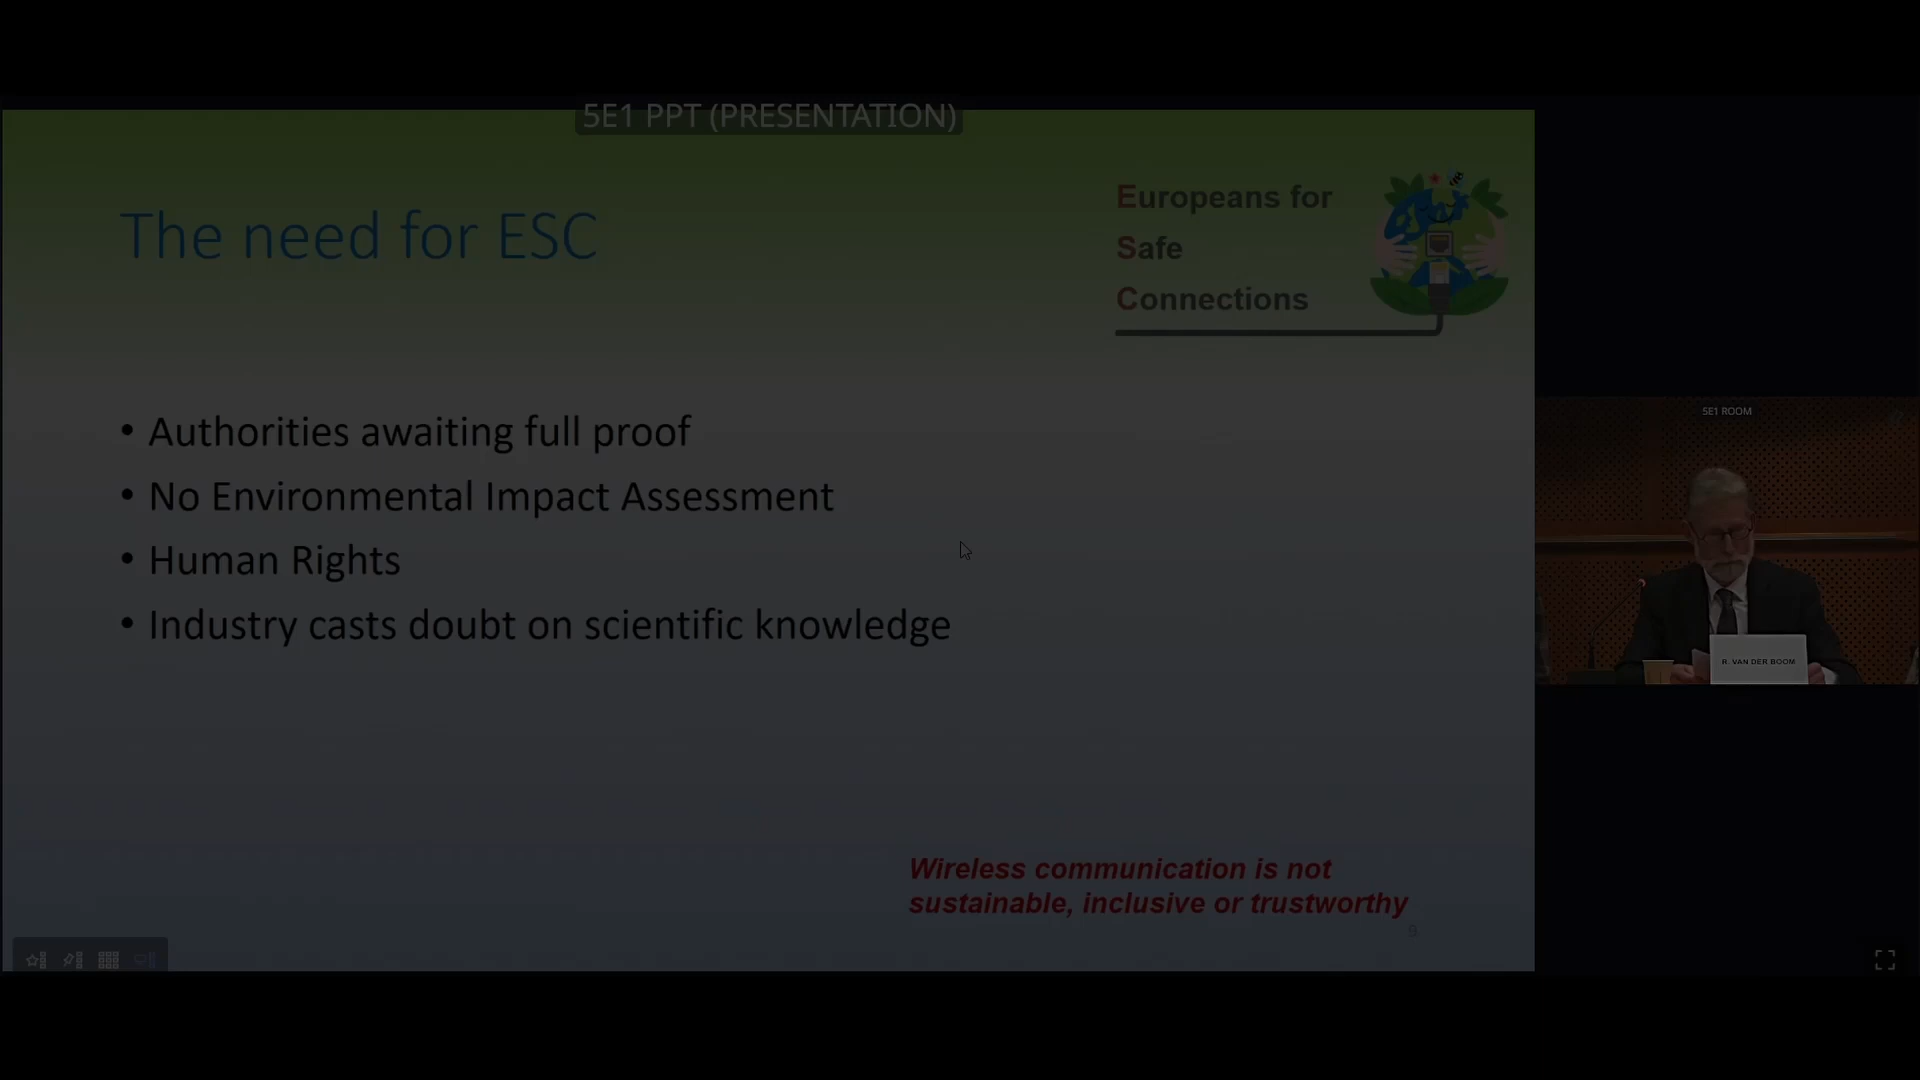 5E1 PPT (PRESENTATION)
The need for ESC
Europeans for
Safe
Connections
• Authorities awaiting full proof
• No Environmental Impact Assessment
• Human Rights
• Industry casts doubt on scientific knowledge
Wireless communication is not
sustainable, inclusive or trustworthy
9
5E1 ROOM
R. VAN DER BOOM